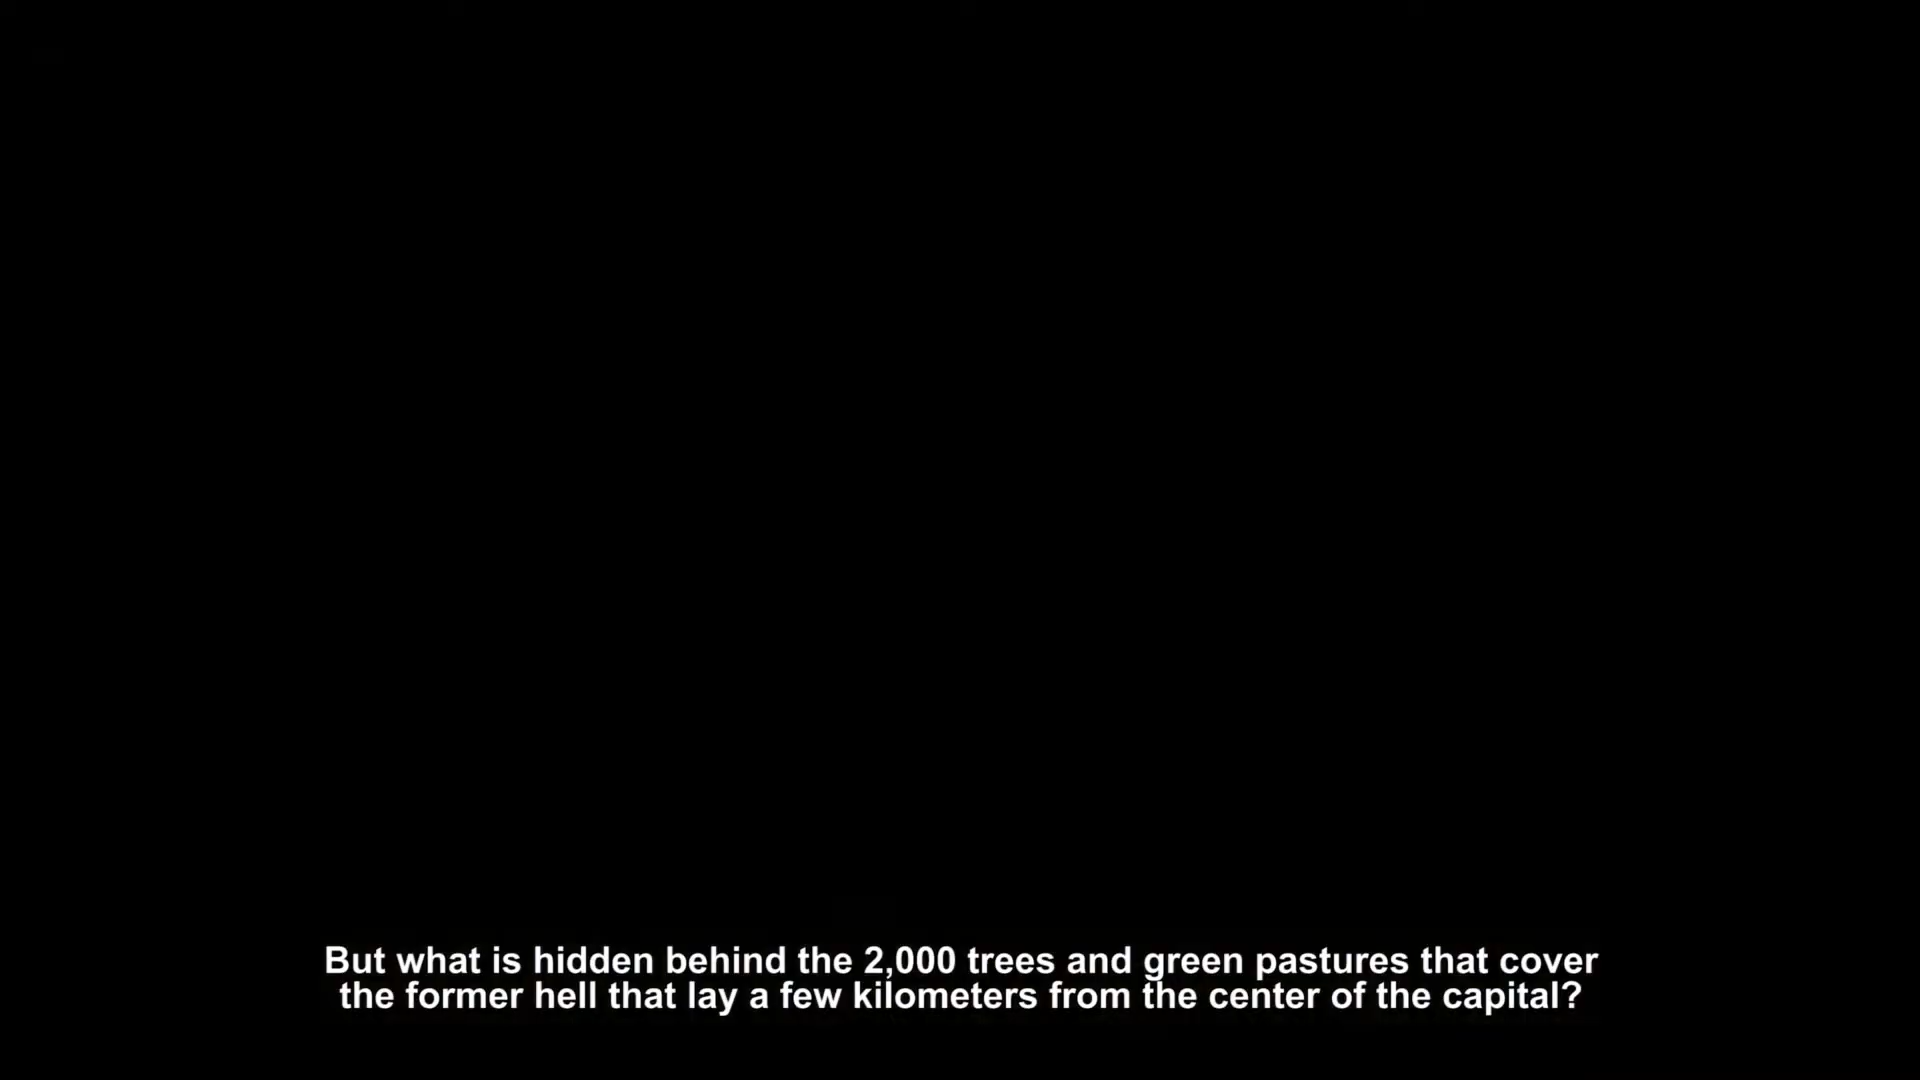 But what is hidden behind the 2,000 trees and green pastures that cover
the former hell that lay a few kilometers from the center of the capital?